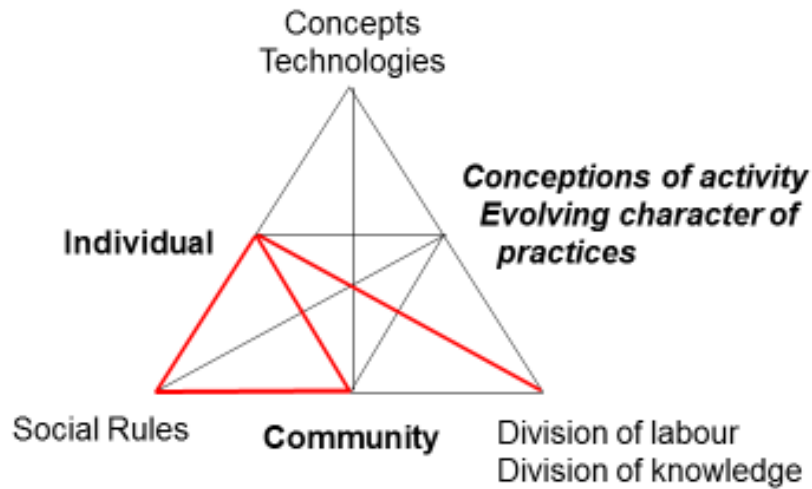 Concepts
Technologies
Conceptions of activity
Evolving character of
practices
Individual
Social Rules
Community
Division of labour
Division of knowledge